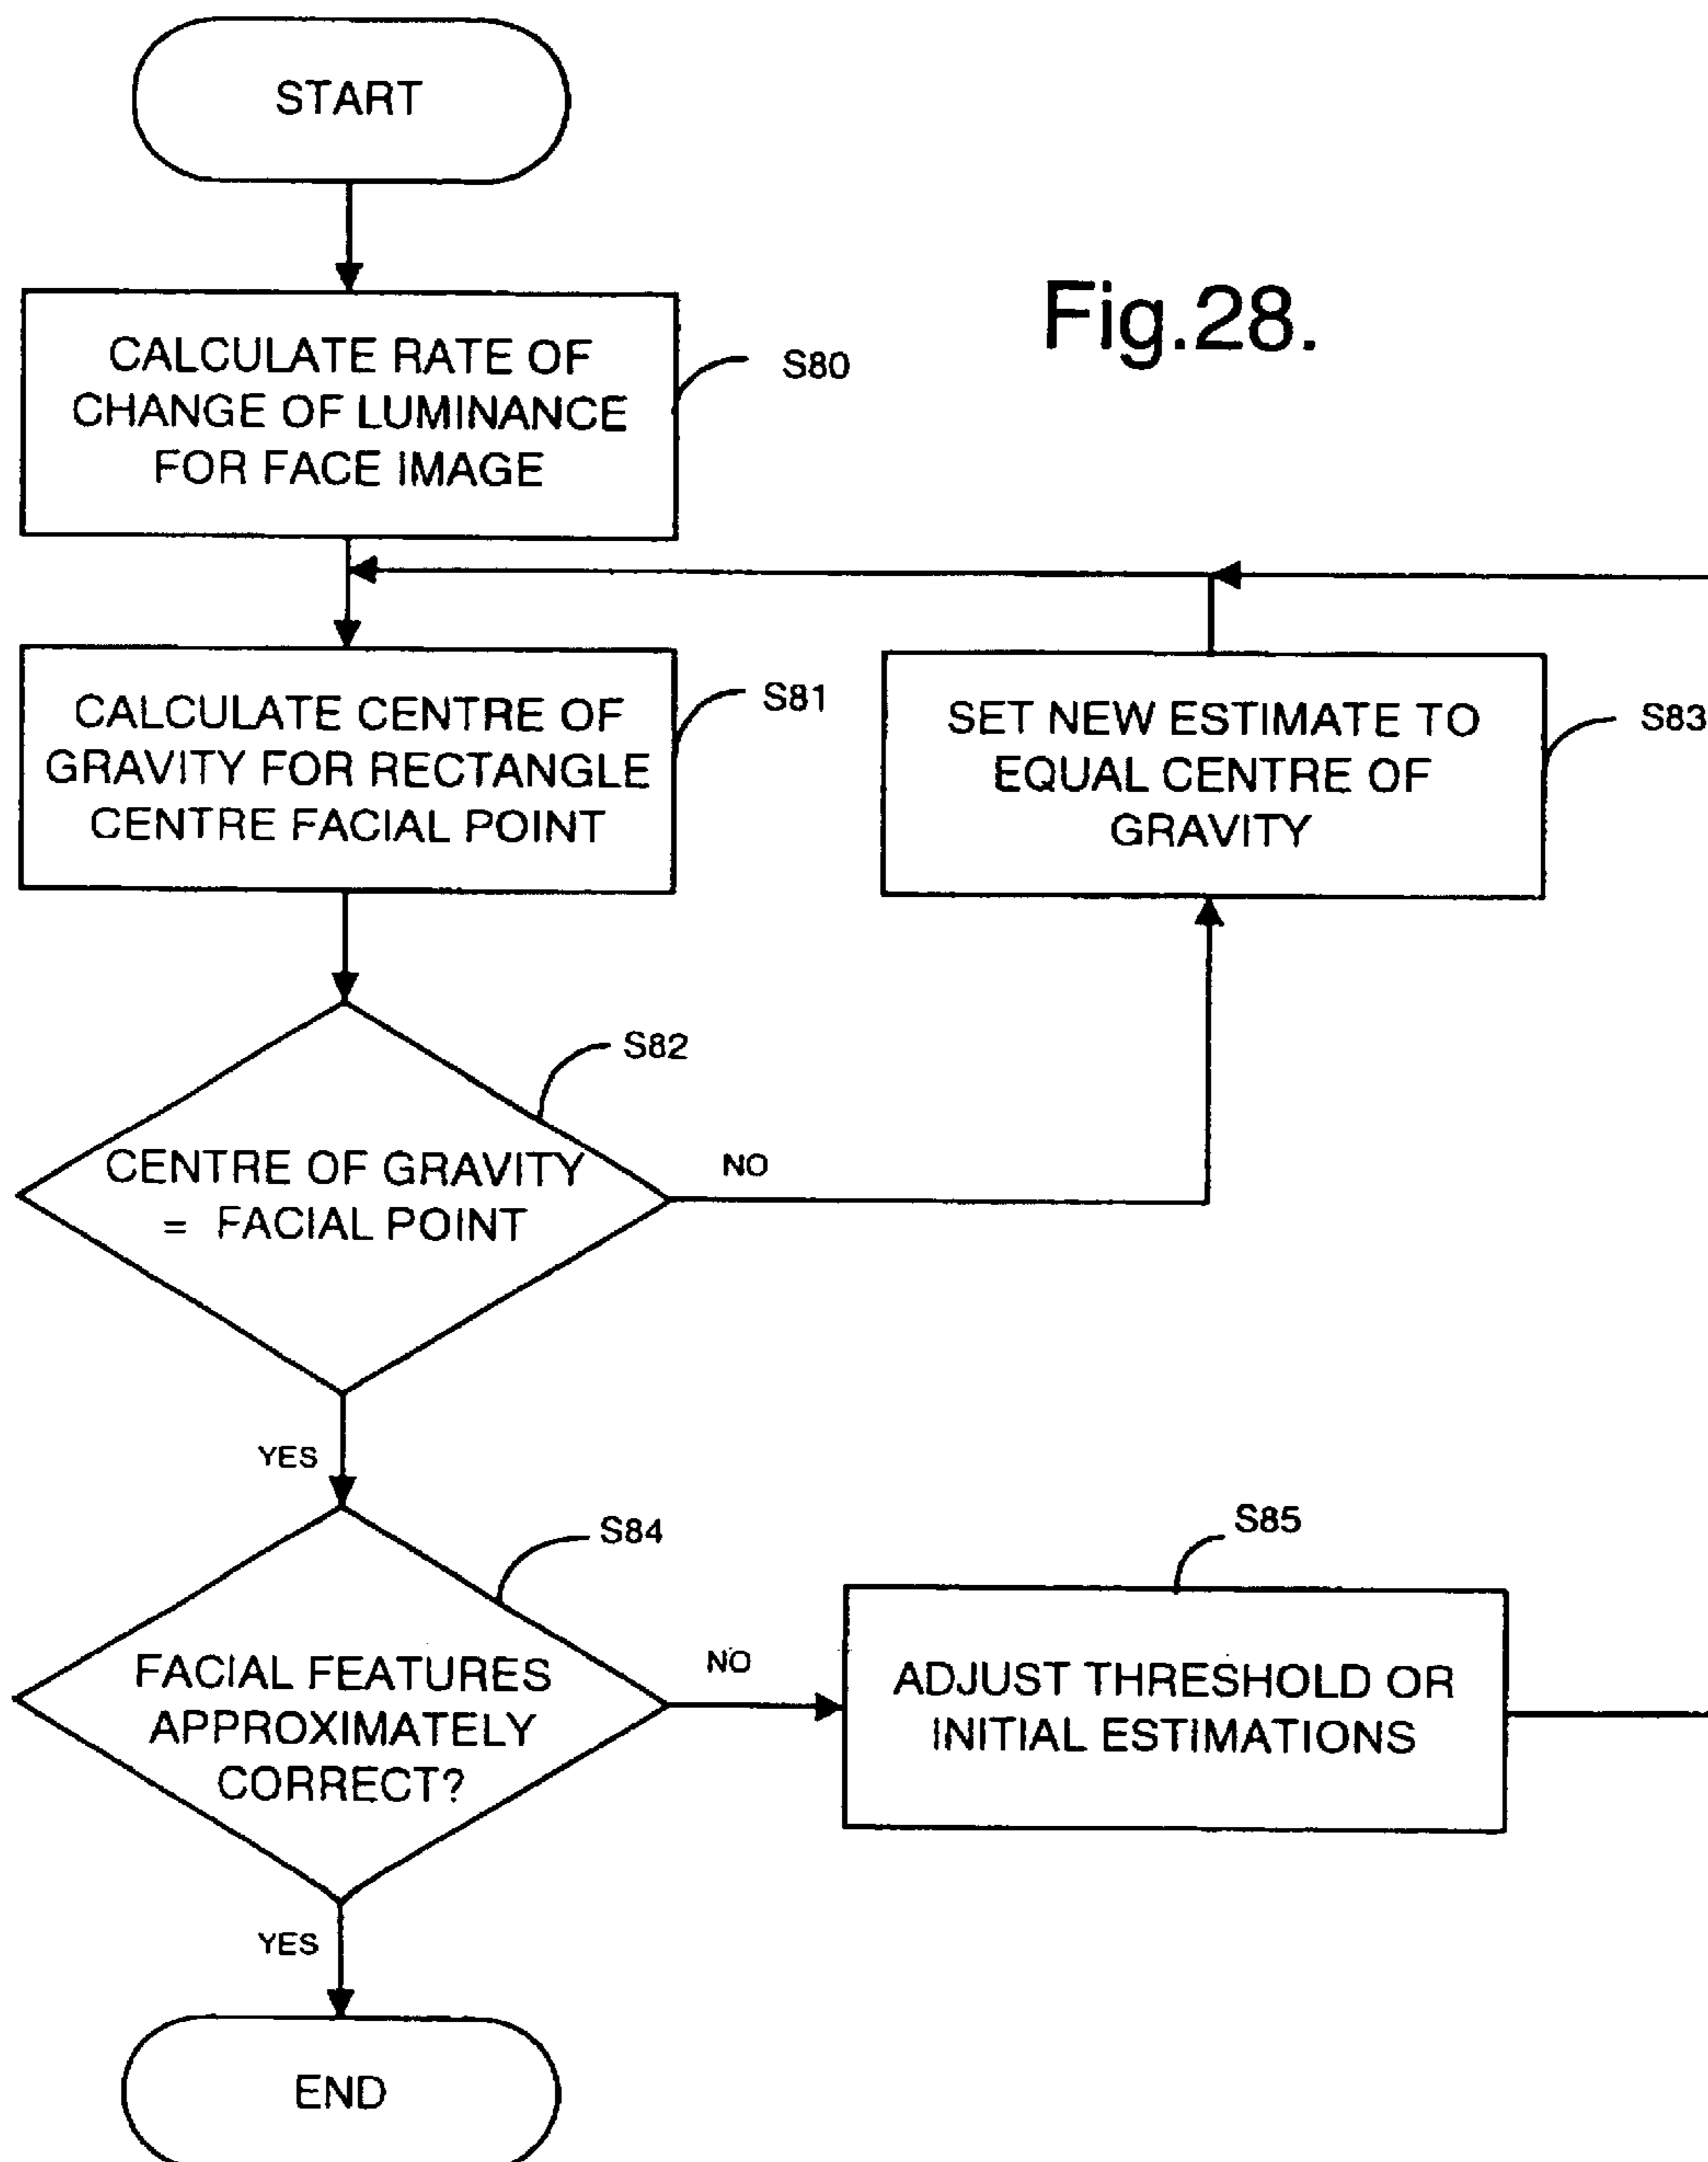 START
Fig.28.
CALCULATE RATE OF
CHANGE OF LUMINANCE
FOR FACE IMAGE
S80
CALCULATE CENTRE OF
GRAVITY FOR RECTANGLE
CENTRE FACIAL POINT
S81
SET NEW ESTIMATE TO
EQUAL CENTRE OF
GRAVITY
S83
CENTRE OF GRAVITY
= FACIAL POINT
S82
NO
YES
FACIAL FEATURES
APPROXIMATELY
CORRECT?
S84
NO
ADJUST THRESHOLD OR
INITIAL ESTIMATIONS
S85
YES
END